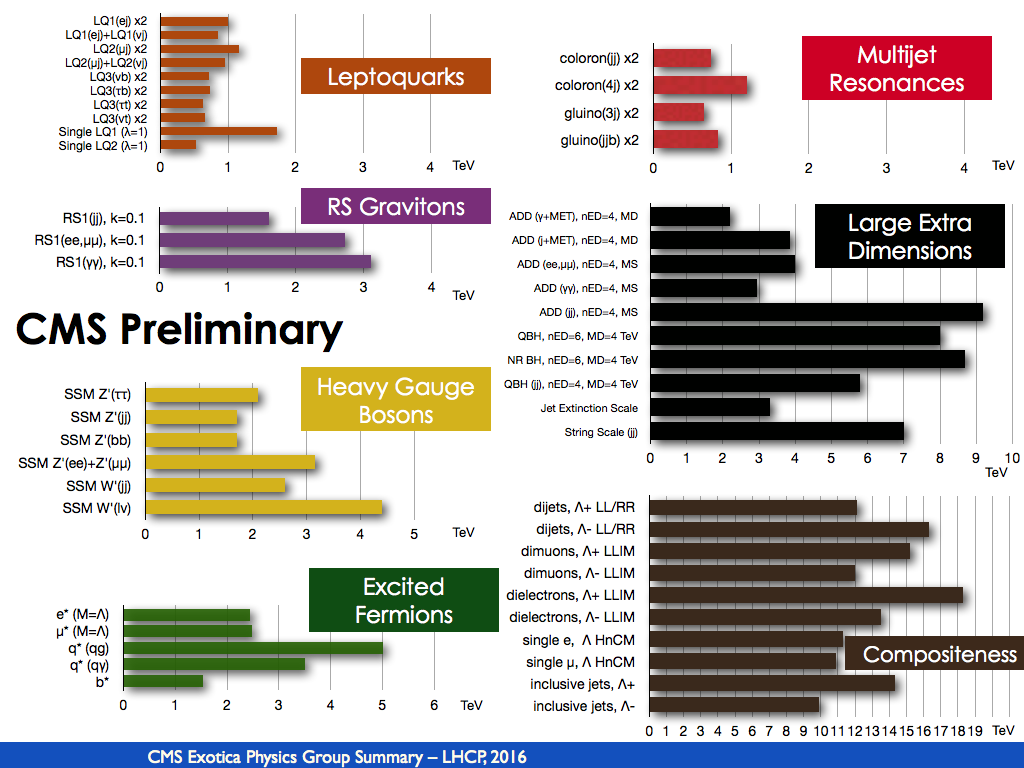 LQ1(ej) x2
LQ1(ej)+LQ1(νj)
LQ2(μj) x2
LQ2(μj)+LQ2(νj)
LQ3(νb) x2
LQ3(τb) x2
LQ3(τt) x2
LQ3(νt) x2
Single LQ1 (λ=1)
Single LQ2 (λ=1)
Leptoquarks
0 1 2 3 4 TeV
coloron(jj) x2
coloron(4j) x2
gluino(3j) x2
gluino(jjb) x2
Multijet
Resonances
0 1 2 3 4 TeV
RS1(jj), k=0.1
RS1(ee,μμ), k=0.1
RS1(γγ), k=0.1
RS Gravitons
0 1 2 3 4 TeV
ADD (γ+MET), nED=4, MD
ADD (j+MET), nED=4, MD
ADD (ee,μμ), nED=4, MS
ADD (γγ), nED=4, MS
ADD (jj), nED=4, MS
QBH, nED=6, MD=4 TeV
NR BH, nED=6, MD=4 TeV
QBH (jj), nED=4, MD=4 TeV
Jet Extinction Scale
String Scale (jj)
Large Extra
Dimensions
0 1 2 3 4 5 6 7 8 9 10
TeV
CMS Preliminary
SSM Z'(ττ)
SSM Z'(jj)
SSM Z'(bb)
SSM Z'(ee)+Z'(μμ)
SSM W'(jj)
SSM W'(lv)
Heavy Gauge
Bosons
0 1 2 3 4 5 TeV
e* (M=Λ)
μ* (M=Λ)
q* (qg)
q* (qγ)
b*
Excited
Fermions
0 1 2 3 4 5 6 TeV
dijets, Λ+ LL/RR
dijets, Λ- LL/RR
dimuons, Λ+ LLIM
dimuons, Λ- LLIM
dielectrons, Λ+ LLIM
dielectrons, Λ- LLIM
single e, Λ HnCM
single μ, Λ HnCM
inclusive jets, Λ+
inclusive jets, Λ-
Compositeness
0 1 2 3 4 5 6 7 8 9 10 11 12 13 14 15 16 17 18 19 TeV
CMS Exotica Physics Group Summary – LHCP, 2016